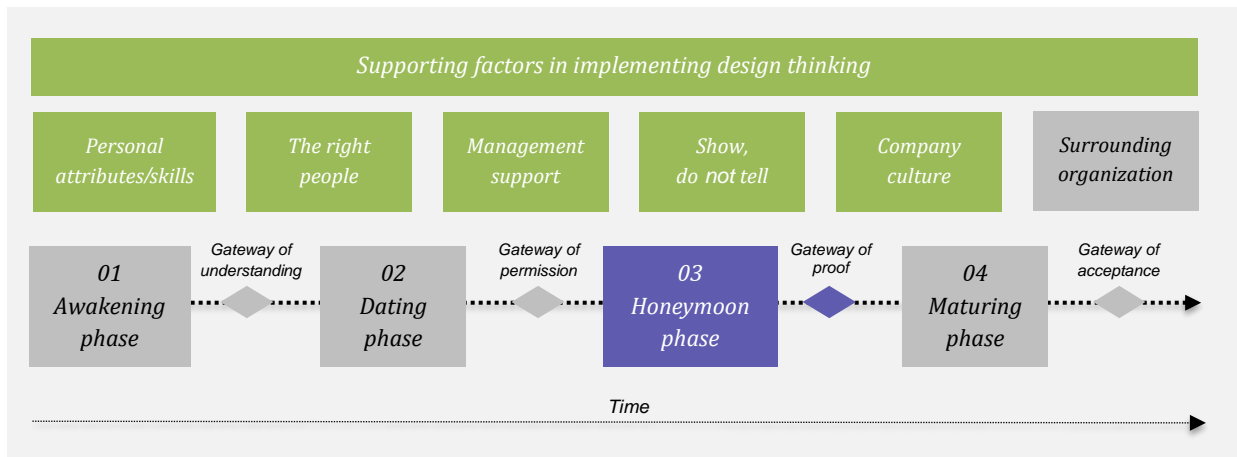 Supporting factors in implementing design thinking
Personal
attributes/skills
The right
people
Management
support
Show,
do not tell
Company
culture
Surrounding
organization
01
Awakening
phase
Gateway of
understanding
02
Dating
phase
Gateway of
permission
03
Honeymoon
phase
Gateway of
proof
04
Maturing
phase
Gateway of
acceptance
Time